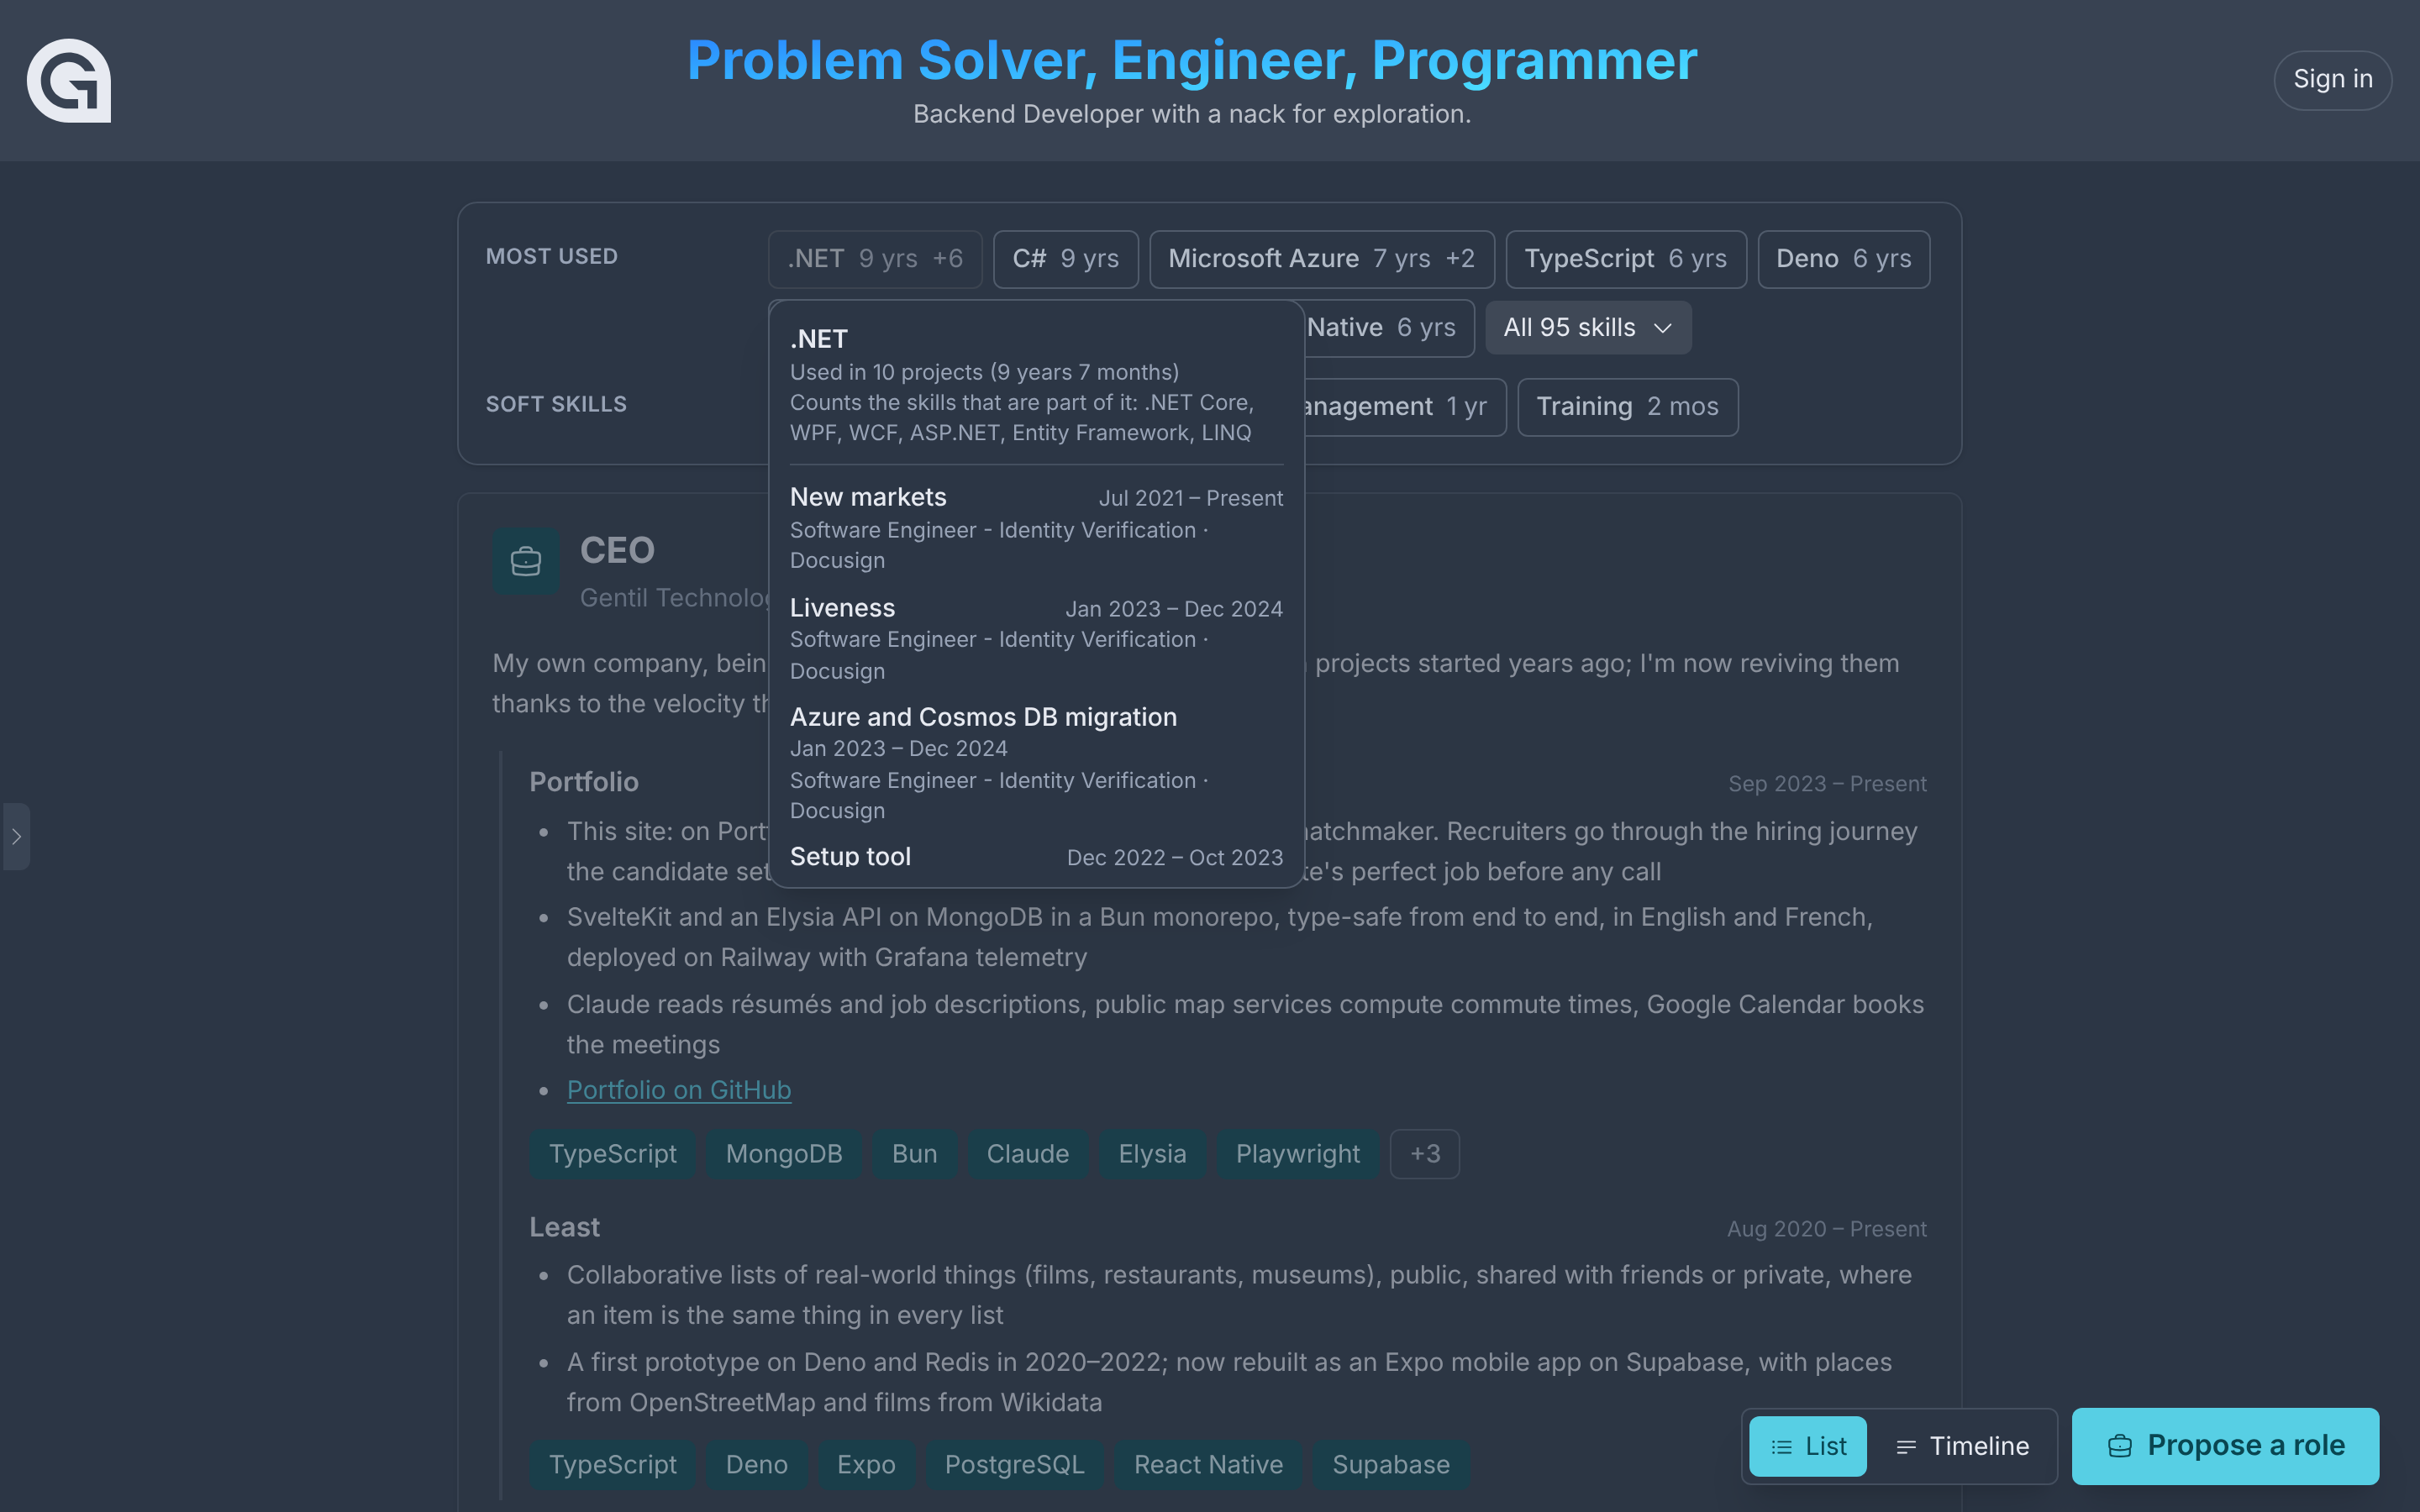 Problem Solver, Engineer, Programmer
Backend Developer with a nack for exploration.
Sign in
MOST USED
.NET 9 yrs +6
C# 9 yrs
Microsoft Azure 7 yrs +2
TypeScript 6 yrs
Deno 6 yrs
Native 6 yrs
All 95 skills
SOFT SKILLS
1 yr
Training 2 mos
.NET
Used in 10 projects (9 years 7 months)
Counts the skills that are part of it: .NET Core,
WPF, WCF, ASP.NET, Entity Framework, LINQ
New markets Jul 2021 – Present
Software Engineer - Identity Verification ·
Docusign
Liveness Jan 2023 – Dec 2024
Software Engineer - Identity Verification ·
Docusign
Azure and Cosmos DB migration
Jan 2023 – Dec 2024
Software Engineer - Identity Verification ·
Docusign
Setup tool Dec 2022 – Oct 2023
CEO
Gentil
My own company, projects started years ago; I'm now reviving them
thanks to the velocity
Portfolio Sep 2023 – Present
• This site: on Recruiters go through the hiring journey
the candidate perfect job before any call
• SvelteKit and an Elysia API on MongoDB in a Bun monorepo, type-safe from end to end, in English and French,
deployed on Railway with Grafana telemetry
• Claude reads résumés and job descriptions, public map services compute commute times, Google Calendar books
the meetings
• Portfolio on GitHub
TypeScript MongoDB Bun Claude Elysia Playwright +3
Least Aug 2020 – Present
• Collaborative lists of real-world things (films, restaurants, museums), public, shared with friends or private, where
an item is the same thing in every list
• A first prototype on Deno and Redis in 2020–2022; now rebuilt as an Expo mobile app on Supabase, with places
from OpenStreetMap and films from Wikidata
TypeScript Deno Expo PostgreSQL React Native Supabase
List
Timeline
Propose a role